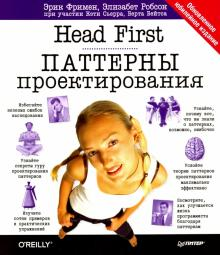 Эрик Фримен, Элизабет Робсон
при участии Кэти Сьерра, Берта Бейтса
Обновленное
юбилейное издание
Head First
ПАТТЕРНЫ
проектирования
Избегайте
нелепых ошибок
наследования
Узнайте,
почему все,
что вы знали
о паттернах,
возможно, ошибочно
Узнайте
секреты гуру
проектирования
паттернов
Узнайте
теорию паттернов
проектирования
максимально
эффективно
Изучите
сотни примеров
и практических
упражнений
Посмотрите,
как улучшается
жизнь
программиста
благодаря
паттернам
O'REILLY®
ПИТЕР®